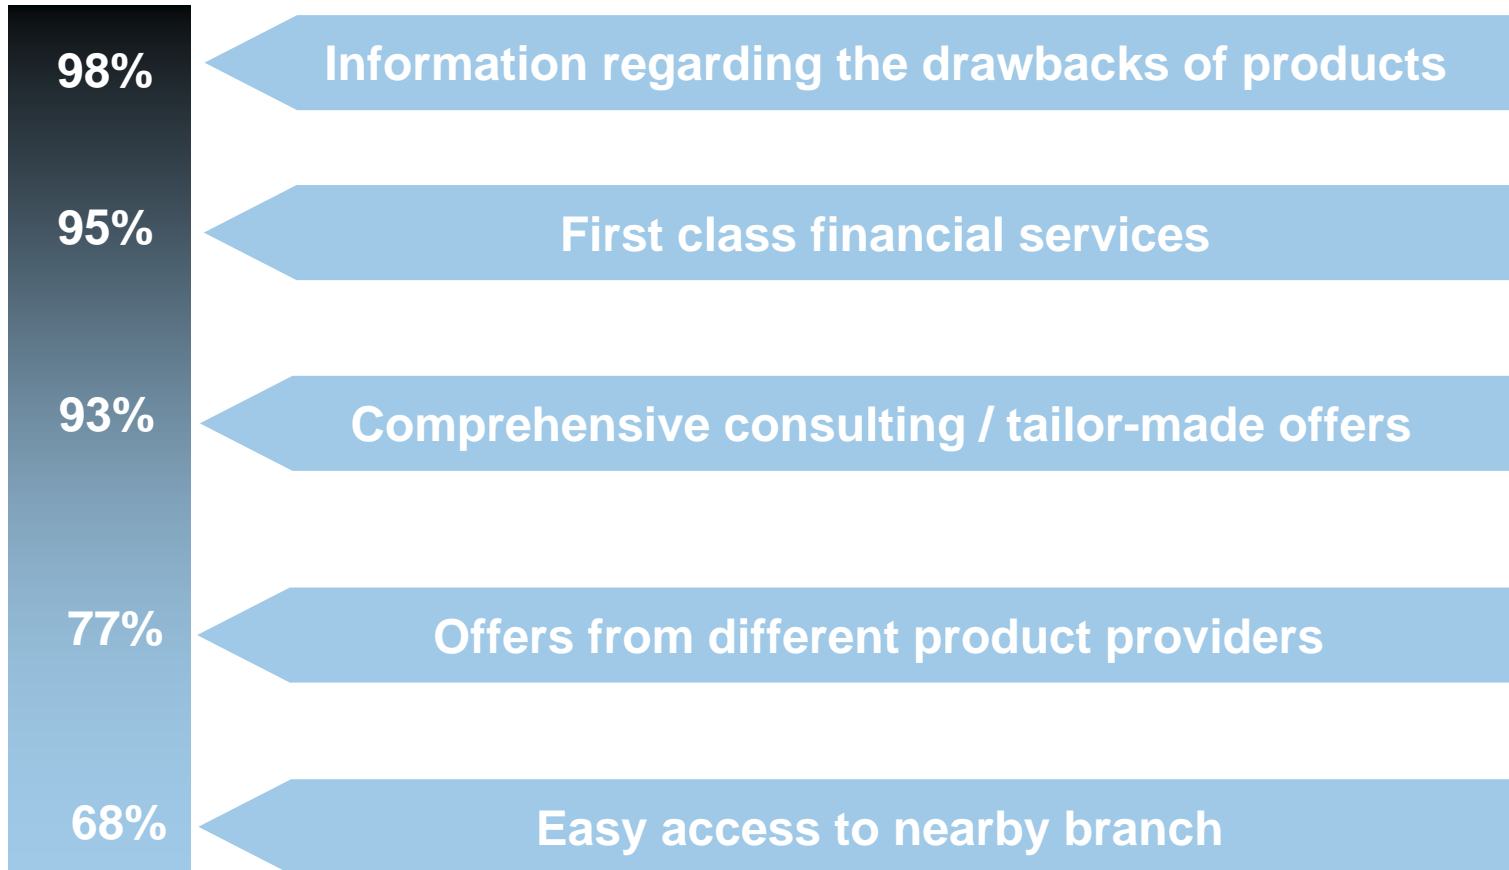 98% Information regarding the drawbacks of products
95% First class financial services
93% Comprehensive consulting / tailor-made offers
77% Offers from different product providers
68% Easy access to nearby branch